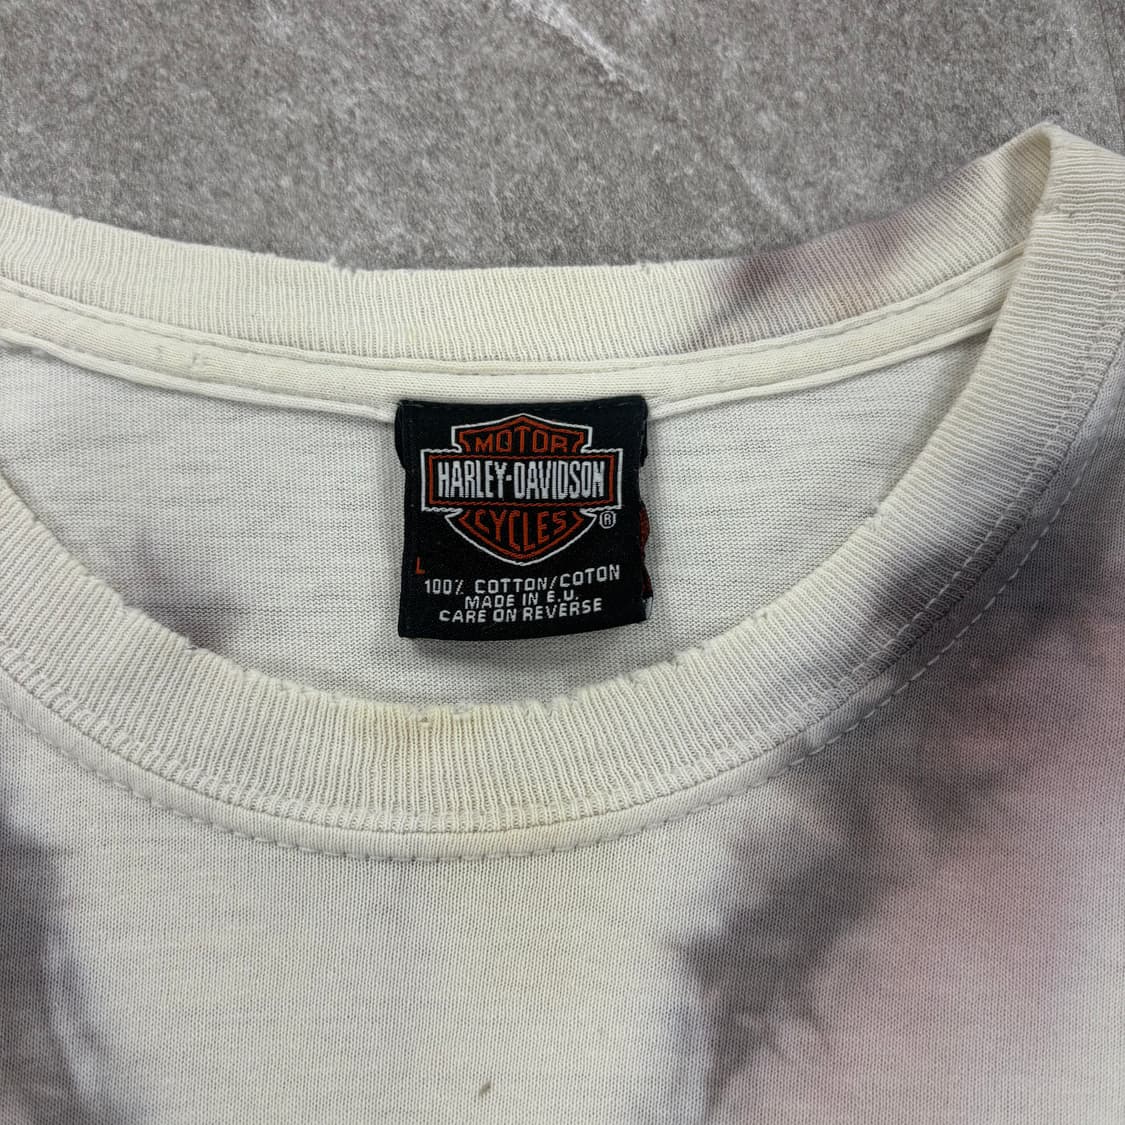 MOTOR
HARLEY-DAVIDSON
CYCLES
®
L
100% COTTON/COTON
MADE IN E.U.
CARE ON REVERSE